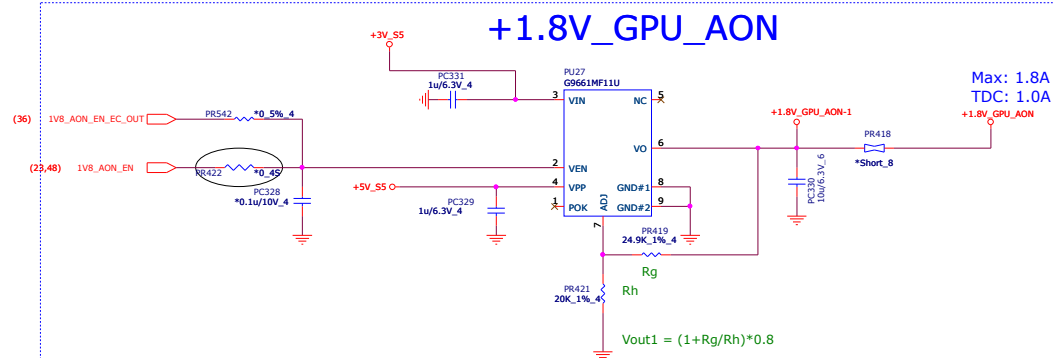 +1.8V_GPU_AON
+3V_S5
PC331
1u/6.3V_4
PU27
G9661MF11U
3 VIN
NC 5
Max: 1.8A
TDC: 1.0A
(36) 1V8_AON_EN_EC_OUT
PR542
*0_5%_4
+1.8V_GPU_AON-1
PR418
+1.8V_GPU_AON
VO 6
*Short_8
(23,48) 1V8_AON_EN
PR422
*0_4S
2 VEN
PC328
*0.1u/10V_4
+5V_S5
4 VPP
GND#1 8
PC330
10u/6.3V_6
PC329
1u/6.3V_4
1 POK
ADJ
7
GND#2 9
PR419
24.9K_1%_4
Rg
PR421
20K_1%_4
Rh
Vout1 = (1+Rg/Rh)*0.8